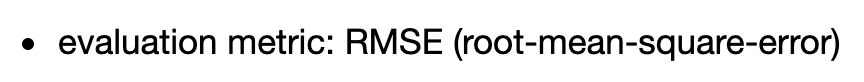 • evaluation metric: RMSE (root-mean-square-error)